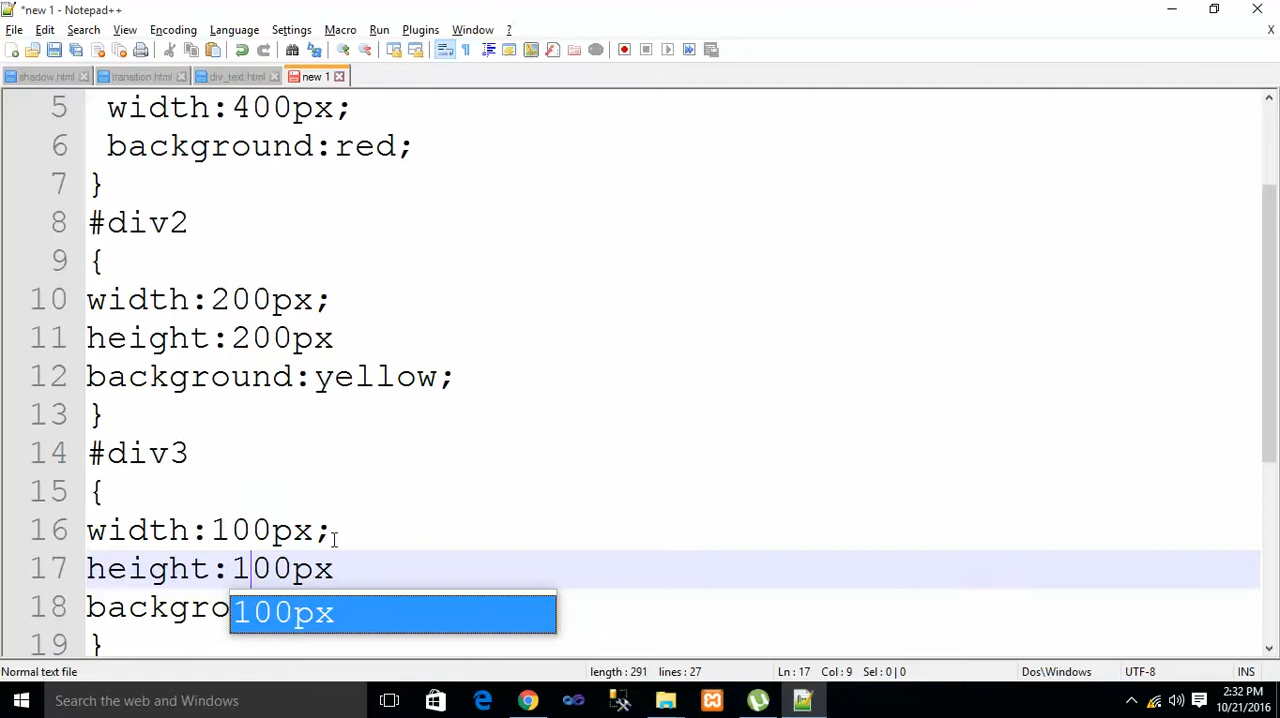 *new 1 - Notepad++
File Edit Search View Encoding Language Settings Macro Run Plugins Window ? X
shadow.html transition.html div_text.html new 1
5 width:400px;
6 background:red;
7 }
8 #div2
9 {
10 width:200px;
11 height:200px
12 background:yellow;
13 }
14 #div3
15 {
16 width:100px;
17 height:100px
18 backgro
100px
19 }
Normal text file length : 291 lines : 27 Ln : 17 Col : 9 Sel : 0 | 0 Dos\Windows UTF-8 INS
Search the web and Windows
2:32 PM
10/21/2016